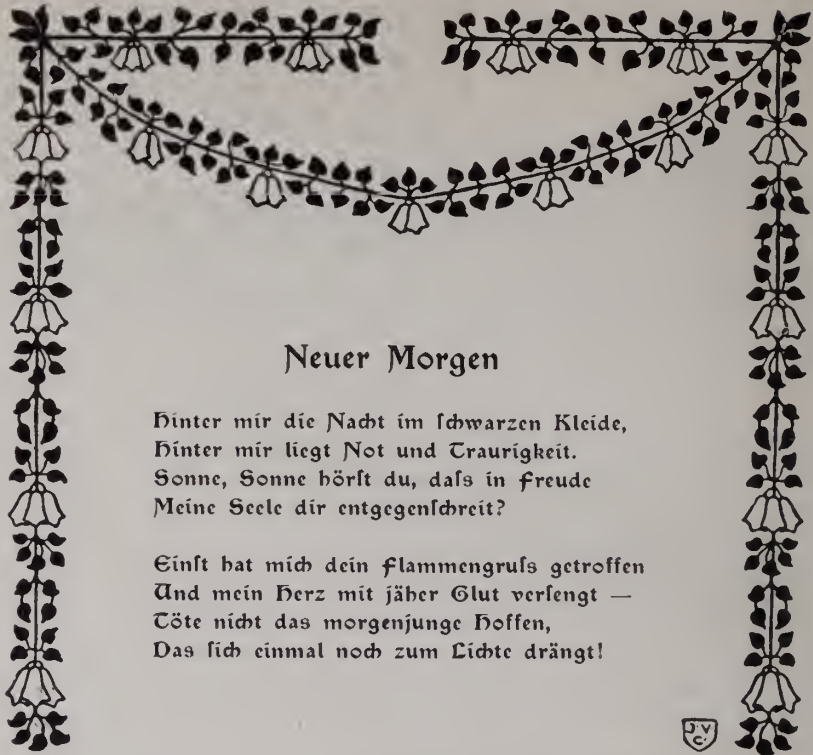 Neuer Morgen
Hinter mir die Nacht im ſchwarzen Kleide,
Hinter mir liegt Not und Traurigkeit.
Sonne, Sonne hörſt du, daſs in Freude
Meine Seele dir entgegenſchreit?
Einſt hat mich dein Flammengruſs getroffen
Und mein Herz mit jäher Glut verſengt —
Töte nicht das morgenjunge Hoffen,
Das ſich einmal noch zum Lichte drängt!
J.V.
C.